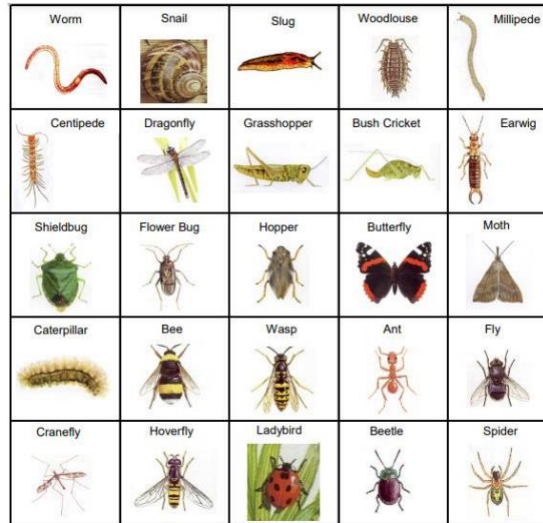 Worm
Snail
Slug
Woodlouse
Millipede
Centipede
Dragonfly
Grasshopper
Bush Cricket
Earwig
Shieldbug
Flower Bug
Hopper
Butterfly
Moth
Caterpillar
Bee
Wasp
Ant
Fly
Cranefly
Hoverfly
Ladybird
Beetle
Spider